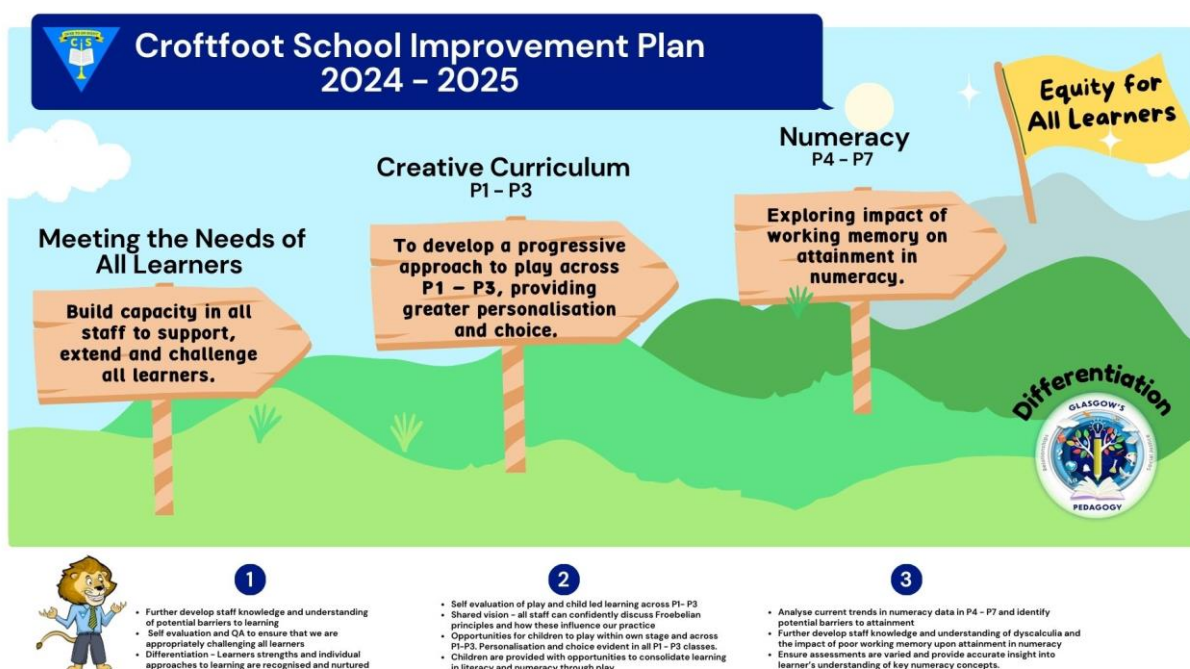 Croftfoot School Improvement Plan
2024 – 2025
C S
Equity for
All Learners
Numeracy
P4 – P7
Exploring impact of
working memory on
attainment in
numeracy.
Creative Curriculum
P1 – P3
To develop a progressive
approach to play across
P1 – P3, providing
greater personalisation
and choice.
Meeting the Needs of
All Learners
Build capacity in all
staff to support,
extend and challenge
all learners.
Differentiation
GLASGOW'S
PEDAGOGY
1
• Further develop staff knowledge and understanding
of potential barriers to learning
• Self evaluation and QA to ensure that we are
appropriately challenging all learners
• Differentiation – Learners strengths and individual
approaches to learning are recognised and nurtured
2
• Self evaluation of play and child led learning across P1- P3
• Shared vision – all staff can confidently discuss Froebelian
principles and how these influence our practice
• Opportunities for children to play within own stage and across
P1-P3. Personalisation and choice evident in all P1 – P3 classes.
• Children are provided with opportunities to consolidate learning
in literacy and numeracy through play
3
• Analyse current trends in numeracy data in P4 – P7 and identify
potential barriers to attainment
• Further develop staff knowledge and understanding of dyscalculia and
the impact of poor working memory upon attainment in numeracy
• Ensure assessments are varied and provide accurate insight into
learner's understanding of key numeracy concepts.